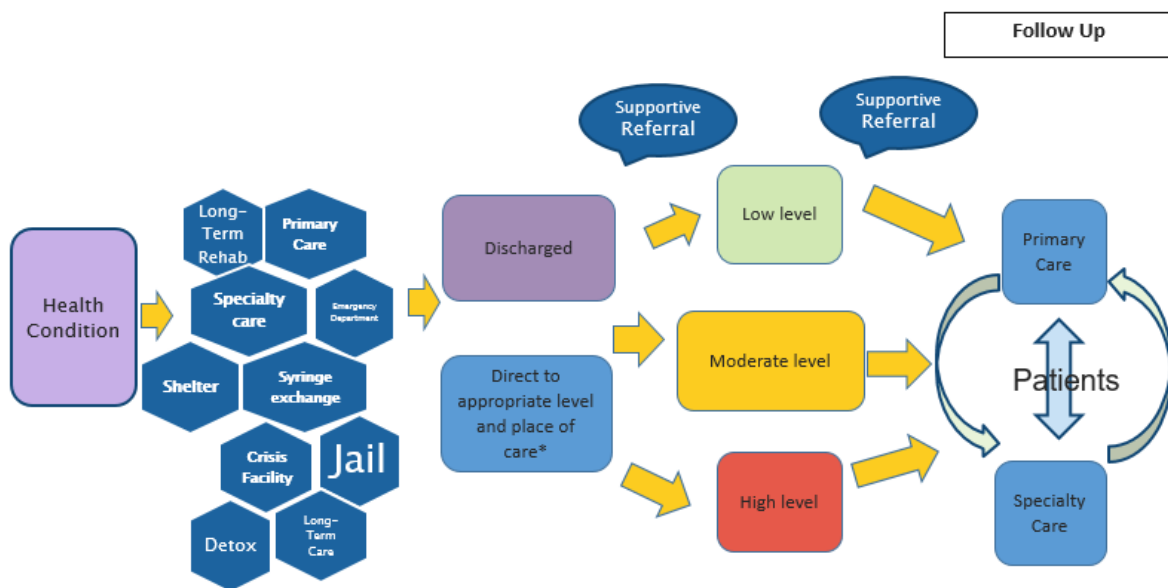 Follow Up
Supportive
Referral
Supportive
Referral
Health
Condition
Long-
Term
Rehab
Primary
Care
Specialty
care
Emergency
Department
Shelter
Syringe
exchange
Crisis
Facility
Jail
Detox
Long-
Term
Care
Discharged
Direct to
appropriate level
and place of
care*
Low level
Moderate level
High level
Primary
Care
Patients
Specialty
Care